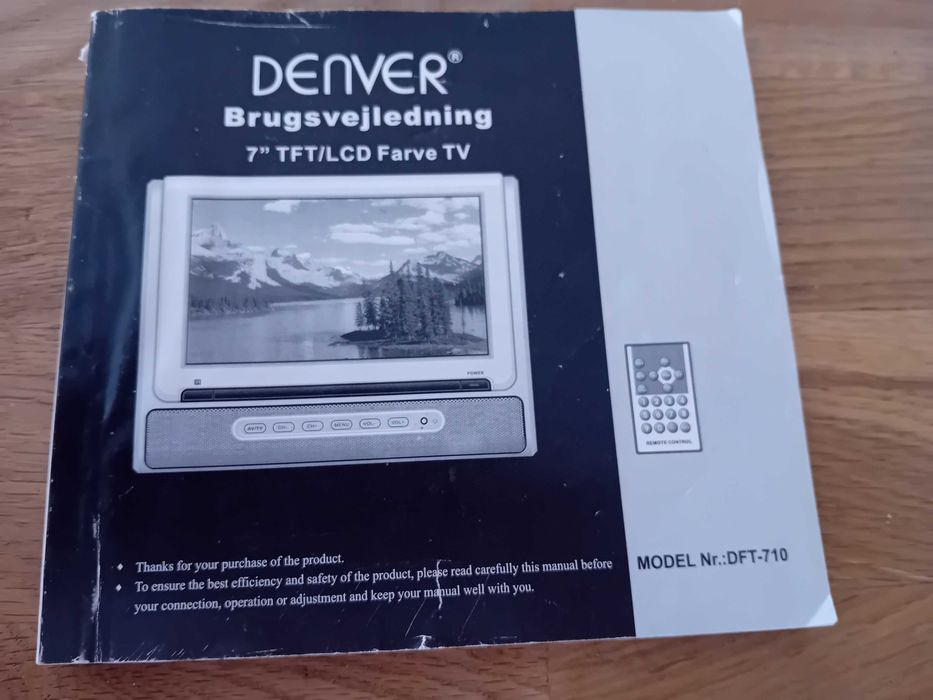 DENVER®
Brugsvejledning
7” TFT/LCD Farve TV
POWER
AV/TV CH- CH+ MENU VOL- VOL+
REMOTE CONTROL
MODEL Nr.:DFT-710
♦ Thanks for your purchase of the product.
♦ To ensure the best efficiency and safety of the product, please read carefully this manual before
your connection, operation or adjustment and keep your manual well with you.